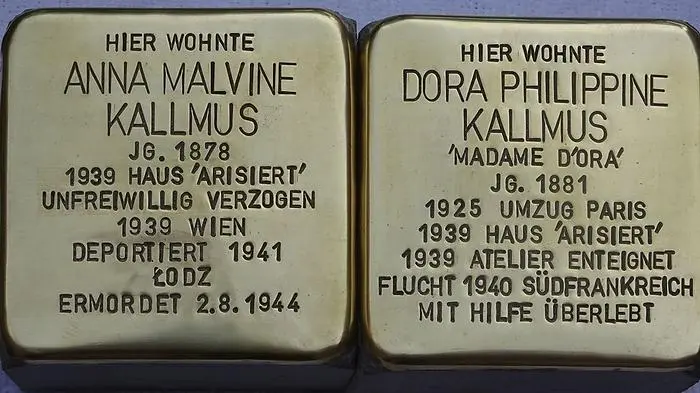 HIER WOHNTE
ANNA MALVINE
KALLMUS
JG. 1878
1939 HAUS 'ARISIERT'
UNFREIWILLIG VERZOGEN
1939 WIEN
DEPORTIERT 1941
ŁODZ
ERMORDET 2.8.1944
HIER WOHNTE
DORA PHILIPPINE
KALLMUS
'MADAME D'ORA'
JG. 1881
1925 UMZUG PARIS
1939 HAUS 'ARISIERT'
1939 ATELIER ENTEIGNET
FLUCHT 1940 SÜDFRANKREICH
MIT HILFE ÜBERLEBT